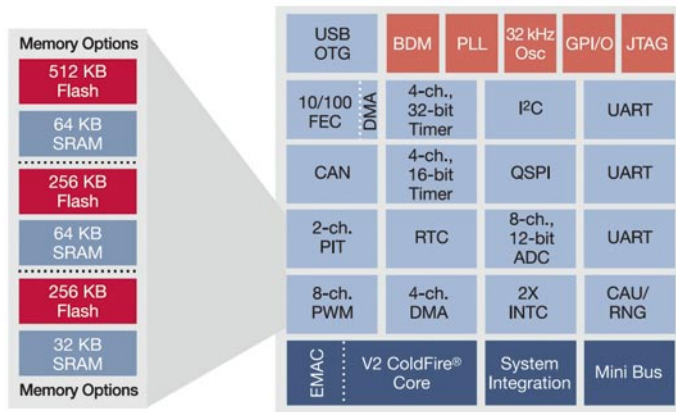 Memory Options
512 KB
Flash
64 KB
SRAM
256 KB
Flash
64 KB
SRAM
256 KB
Flash
32 KB
SRAM
Memory Options
USB
OTG
BDM
PLL
32 kHz
Osc
GPI/O
JTAG
10/100
FEC
DMA
4-ch.,
32-bit
Timer
I²C
UART
CAN
4-ch.,
16-bit
Timer
QSPI
UART
2-ch.
PIT
RTC
8-ch.,
12-bit
ADC
UART
8-ch.
PWM
4-ch.
DMA
2X
INTC
CAU/
RNG
EMAC
V2 ColdFire®
Core
System
Integration
Mini Bus